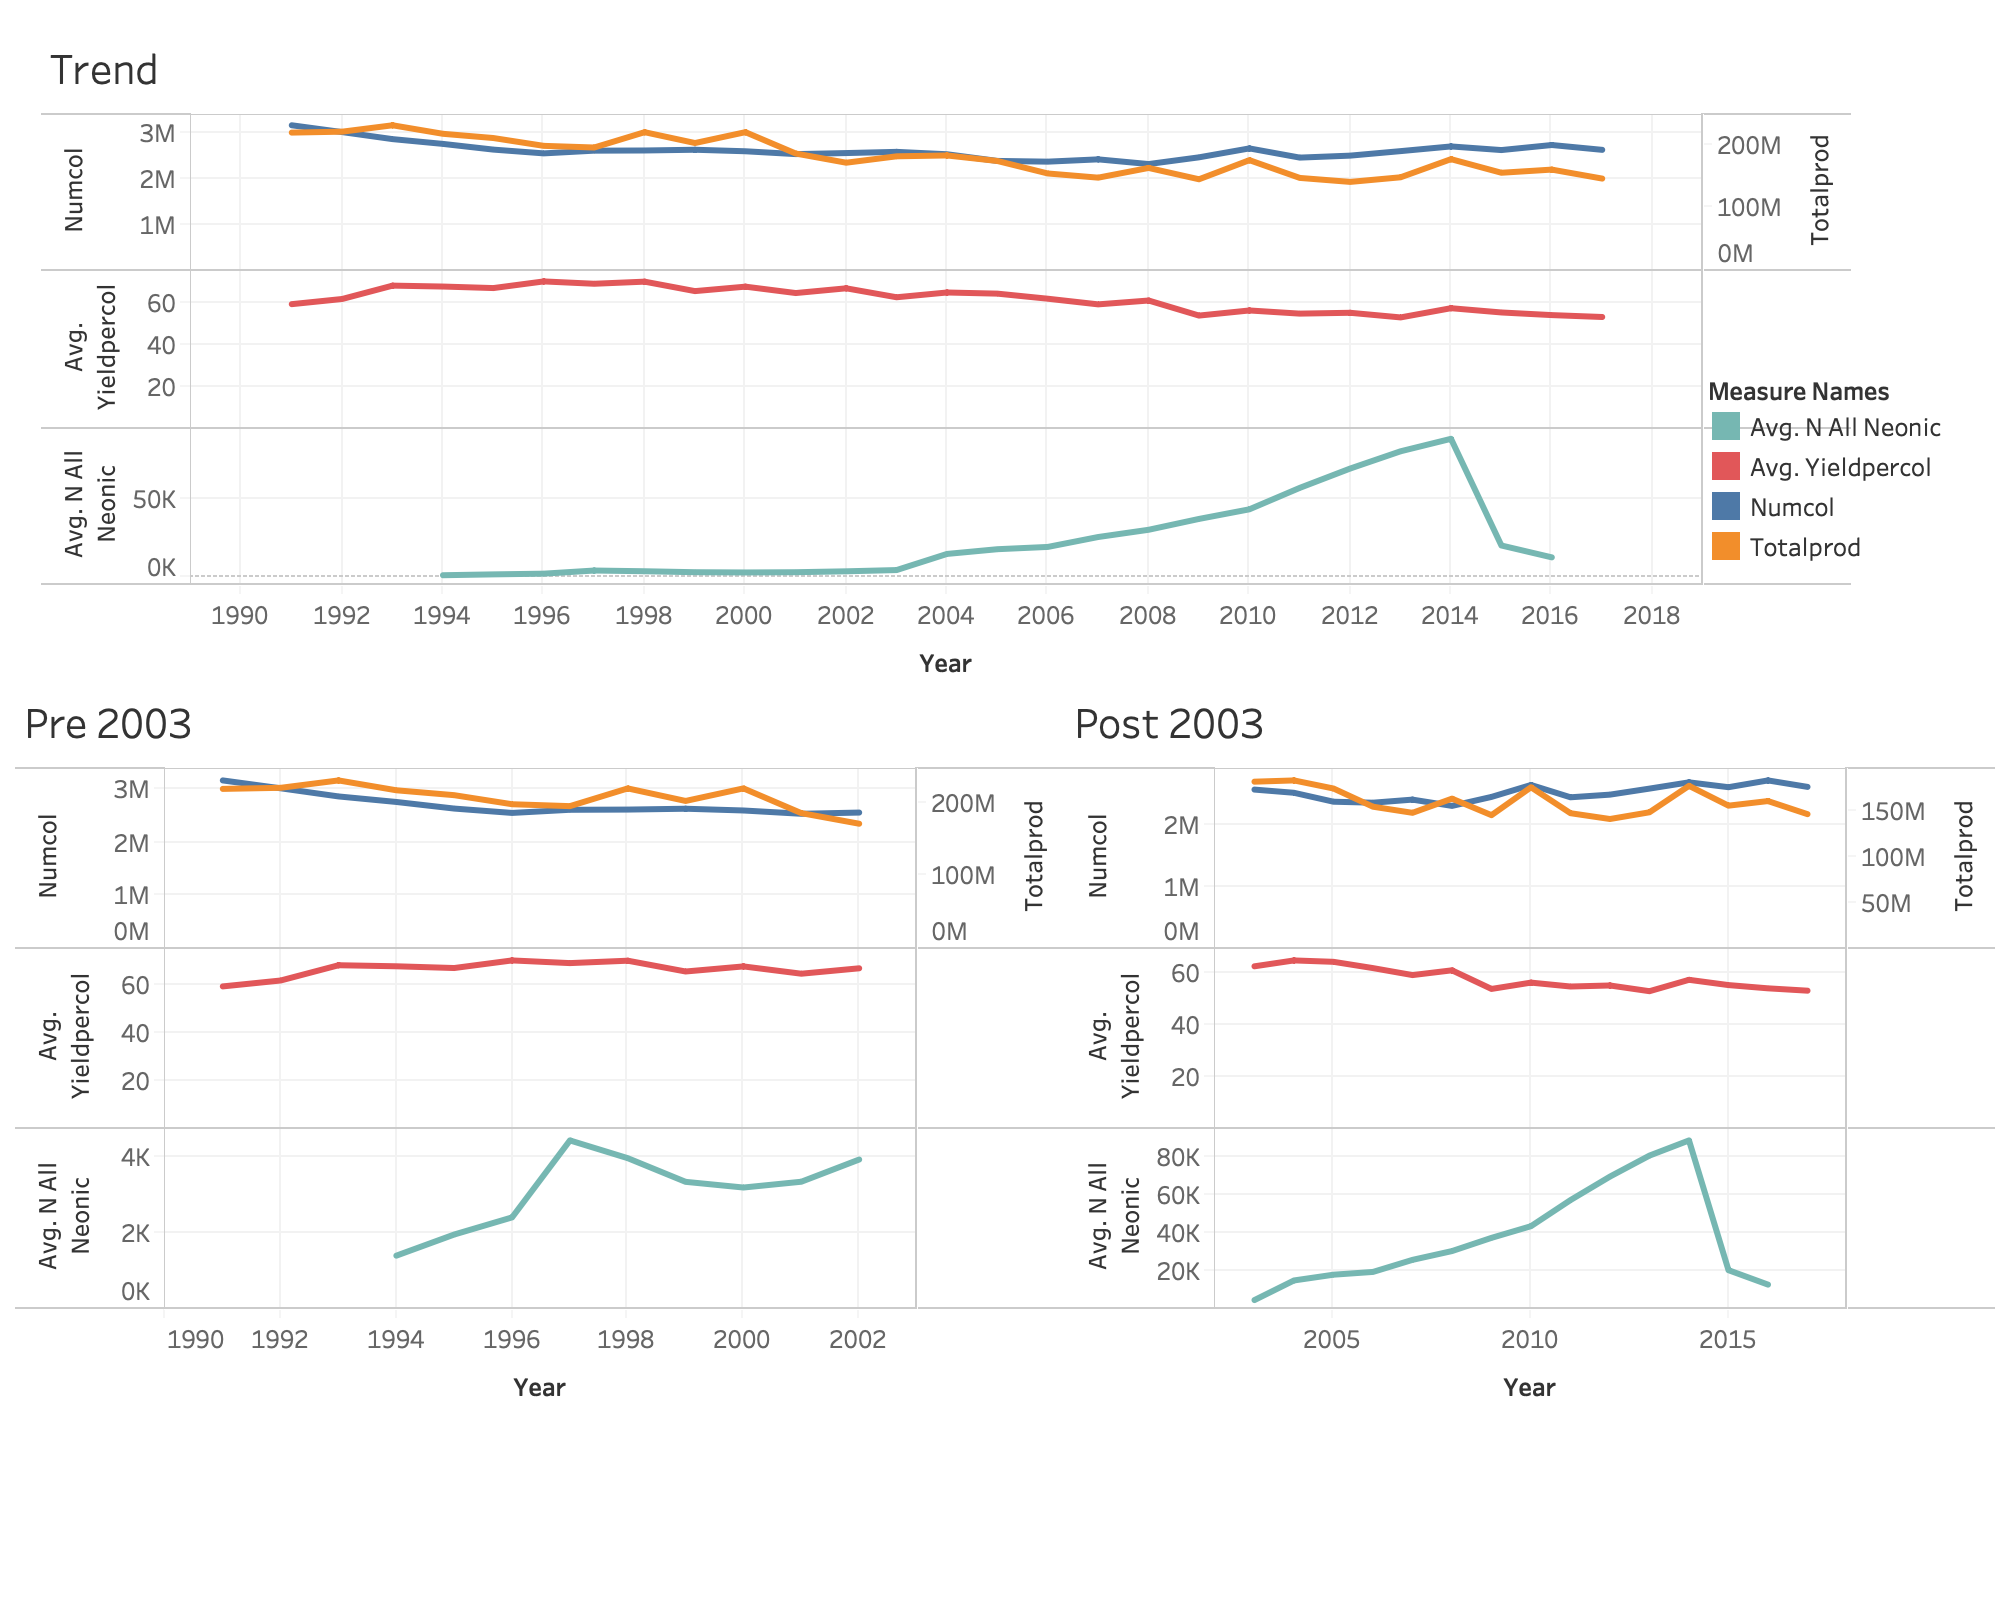 Trend
Numcol
3M
2M
1M
200M
100M
0M
Totalprod
Avg.
Yieldpercol
60
40
20
Avg. N All
Neonic
50K
0K
Measure Names
Avg. N All Neonic
Avg. Yieldpercol
Numcol
Totalprod
1990 1992 1994 1996 1998 2000 2002 2004 2006 2008 2010 2012 2014 2016 2018
Year
Pre 2003
Numcol
3M
2M
1M
0M
200M
100M
0M
Totalprod
Avg.
Yieldpercol
60
40
20
Avg. N All
Neonic
4K
2K
0K
1990 1992 1994 1996 1998 2000 2002
Year
Post 2003
Numcol
2M
1M
0M
150M
100M
50M
Totalprod
Avg.
Yieldpercol
60
40
20
Avg. N All
Neonic
80K
60K
40K
20K
2005 2010 2015
Year